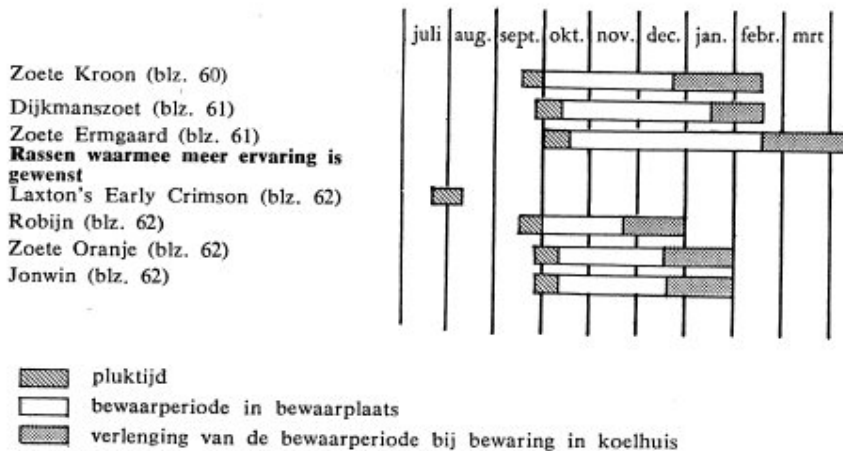 juli aug. sept. okt. nov. dec. jan. febr. mrt
Zoete Kroon (blz. 60)
Dijkmanszoet (blz. 61)
Zoete Ermgaard (blz. 61)
Rassen waarmee meer ervaring is
gewenst
Laxton's Early Crimson (blz. 62)
Robijn (blz. 62)
Zoete Oranje (blz. 62)
Jonwin (blz. 62)
pluktijd
bewaarperiode in bewaarplaats
verlenging van de bewaarperiode bij bewaring in koelhuis